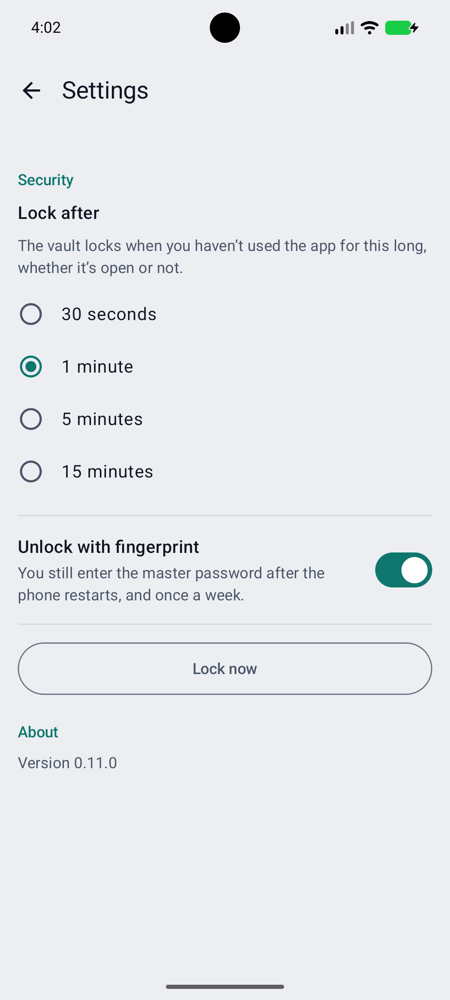 4:02
Settings
Security
Lock after
The vault locks when you haven’t used the app for this long,
whether it’s open or not.
30 seconds
1 minute
5 minutes
15 minutes
Unlock with fingerprint
You still enter the master password after the
phone restarts, and once a week.
Lock now
About
Version 0.11.0